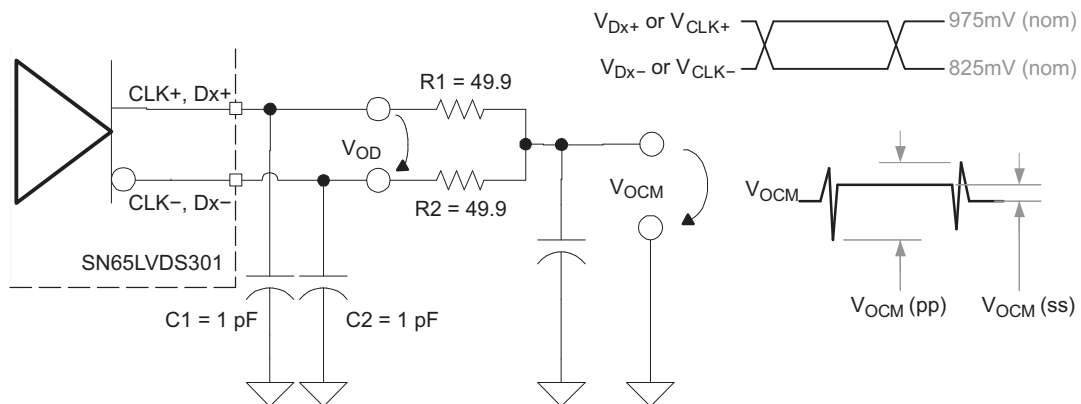 V_Dx+ or V_CLK+
975mV (nom)
V_Dx− or V_CLK−
825mV (nom)
CLK+, Dx+
R1 = 49.9
V_OD
CLK−, Dx−
R2 = 49.9
V_OCM
V_OCM
SN65LVDS301
C1 = 1 pF
C2 = 1 pF
V_OCM (pp)
V_OCM (ss)